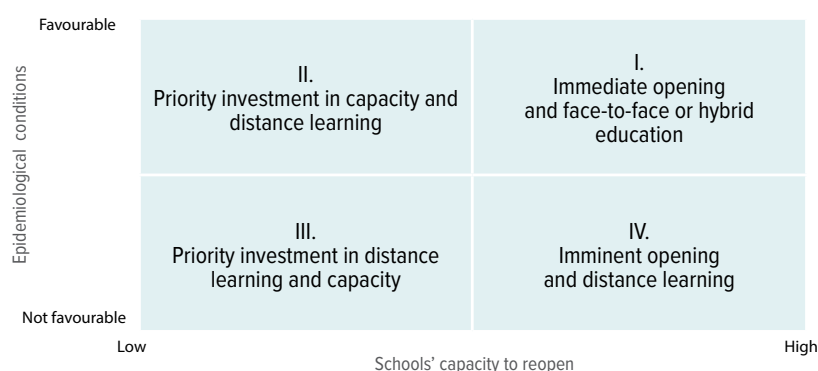 Favourable
Epidemiological conditions
II.
Priority investment in capacity and
distance learning
I.
Immediate opening
and face-to-face or hybrid
education
III.
Priority investment in distance
learning and capacity
IV.
Imminent opening
and distance learning
Not favourable
Low
High
Schools’ capacity to reopen